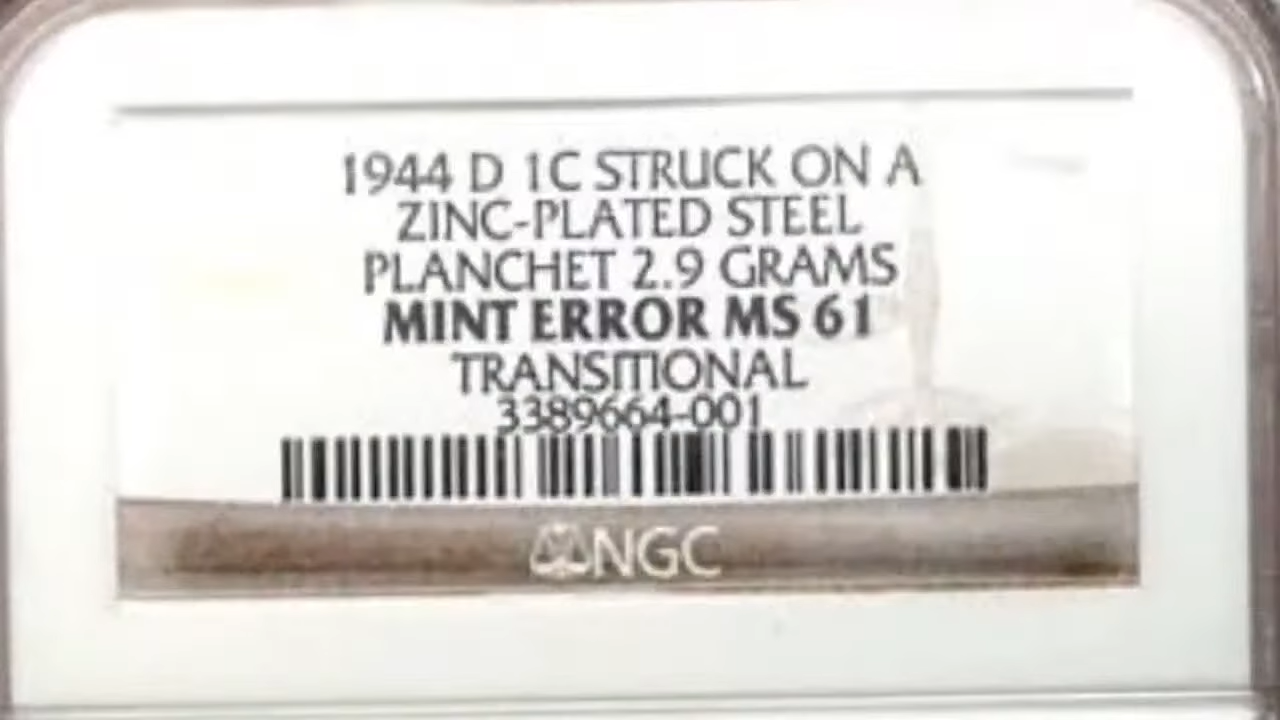 1944 D 1C STRUCK ON A
ZINC-PLATED STEEL
PLANCHET 2.9 GRAMS
MINT ERROR MS 61
TRANSITIONAL
3389664-001
NGC